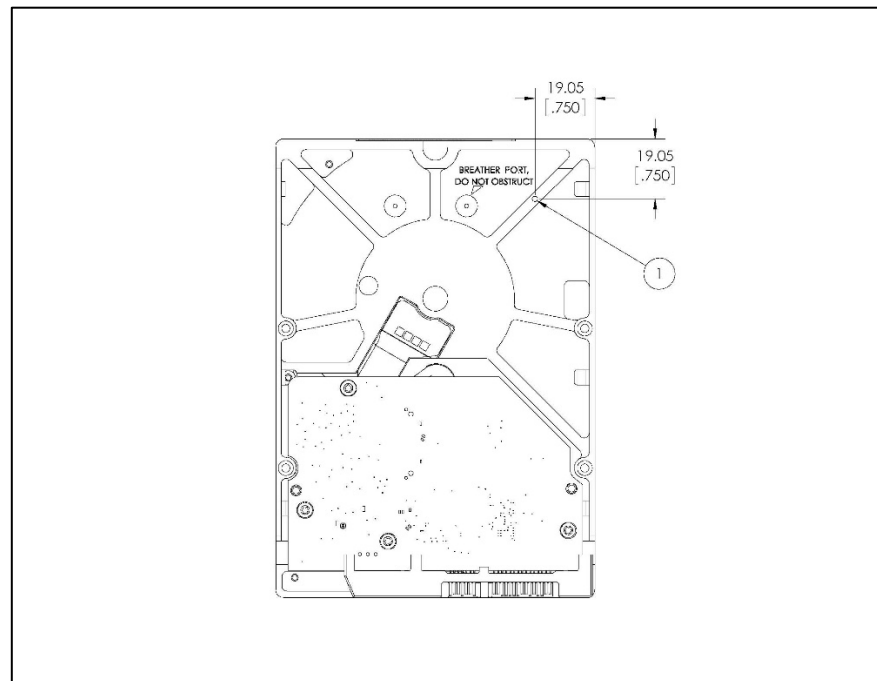 19.05
[.750]
19.05
[.750]
BREATHER PORT,
DO NOT OBSTRUCT
1